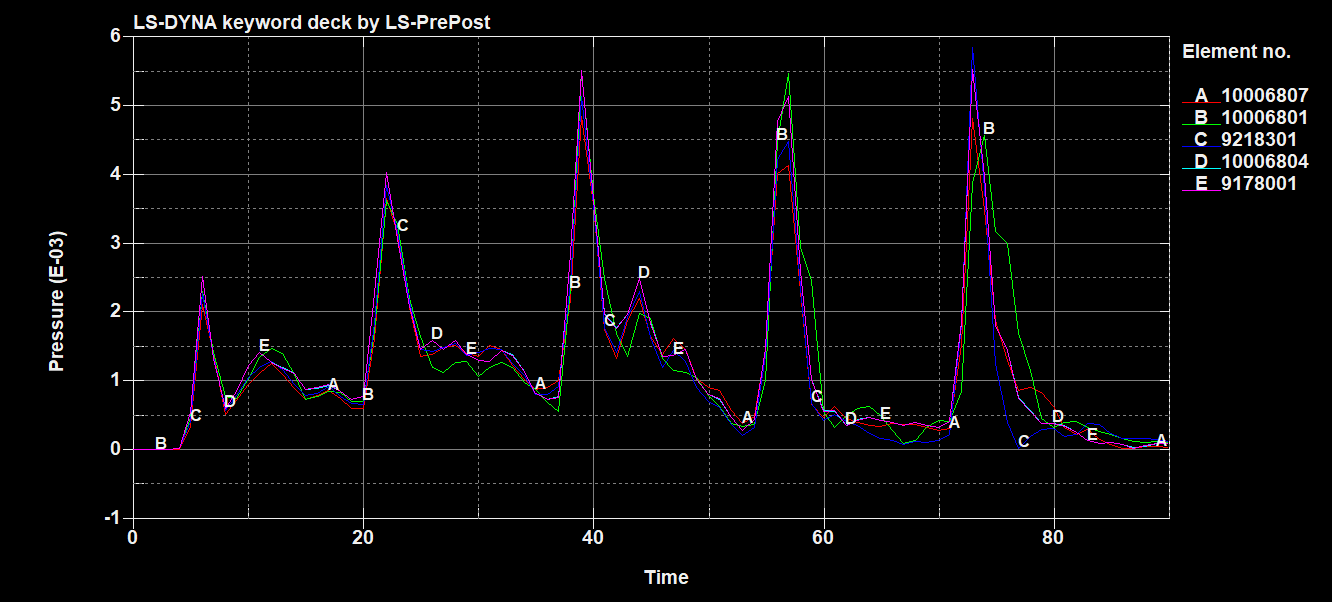 LS-DYNA keyword deck by LS-PrePost
Element no.
A 10006807
B 10006801
C 9218301
D 10006804
E 9178001
Pressure (E-03)
6
5
4
3
2
1
0
-1
B C D E A B C D E A B C D E A B C D E A B C D E A
0 20 40 60 80
Time